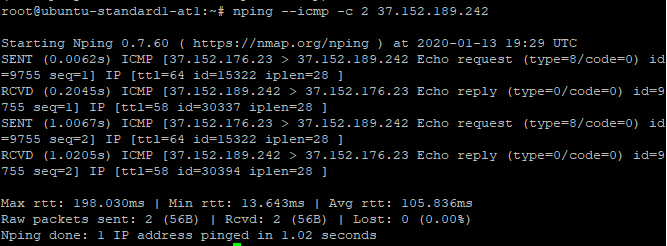 root@ubuntu-standard1-atl:~# nping --icmp -c 2 37.152.189.242
Starting Nping 0.7.60 ( https://nmap.org/nping ) at 2020-01-13 19:29 UTC
SENT (0.0062s) ICMP [37.152.176.23 > 37.152.189.242 Echo request (type=8/code=0) id
=9755 seq=1] IP [ttl=64 id=15322 iplen=28 ]
RCVD (0.2045s) ICMP [37.152.189.242 > 37.152.176.23 Echo reply (type=0/code=0) id=9
755 seq=1] IP [ttl=58 id=30337 iplen=28 ]
SENT (1.0067s) ICMP [37.152.176.23 > 37.152.189.242 Echo request (type=8/code=0) id
=9755 seq=2] IP [ttl=64 id=15322 iplen=28 ]
RCVD (1.0205s) ICMP [37.152.189.242 > 37.152.176.23 Echo reply (type=0/code=0) id=9
755 seq=2] IP [ttl=58 id=30394 iplen=28 ]
Max rtt: 198.030ms | Min rtt: 13.643ms | Avg rtt: 105.836ms
Raw packets sent: 2 (56B) | Rcvd: 2 (56B) | Lost: 0 (0.00%)
Nping done: 1 IP address pinged in 1.02 seconds